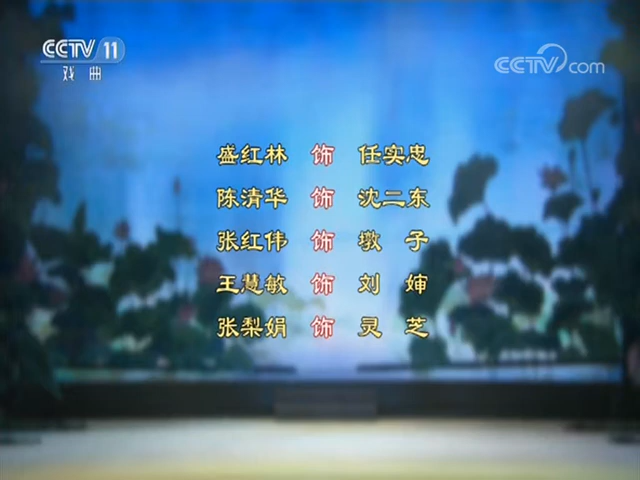 CCTV 11
戏曲
CCTV.com
盛红林 饰 任实忠
陈清华 饰 沈二东
张红伟 饰 墩子
王慧敏 饰 刘婶
张梨娟 饰 灵芝